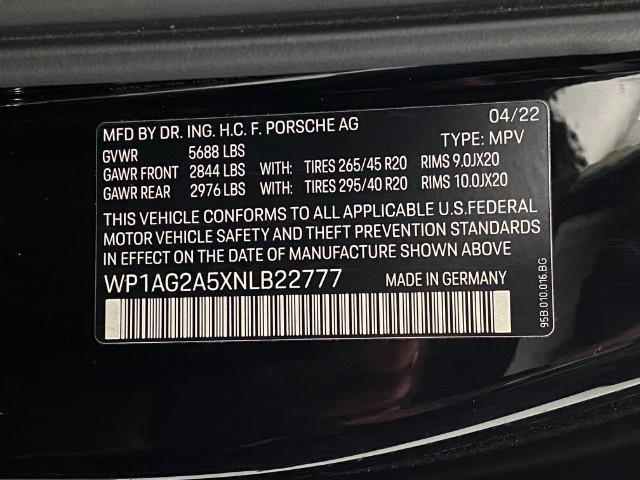 MFD BY DR. ING. H.C. F. PORSCHE AG 04/22
GVWR 5688 LBS TYPE: MPV
GAWR FRONT 2844 LBS WITH: TIRES 265/45 R20 RIMS 9.0JX20
GAWR REAR 2976 LBS WITH: TIRES 295/40 R20 RIMS 10.0JX20
THIS VEHICLE CONFORMS TO ALL APPLICABLE U.S.FEDERAL
MOTOR VEHICLE SAFETY AND THEFT PREVENTION STANDARDS
IN EFFECT ON THE DATE OF MANUFACTURE SHOWN ABOVE
WP1AG2A5XNLB22777 MADE IN GERMANY
95B.010.016.BG